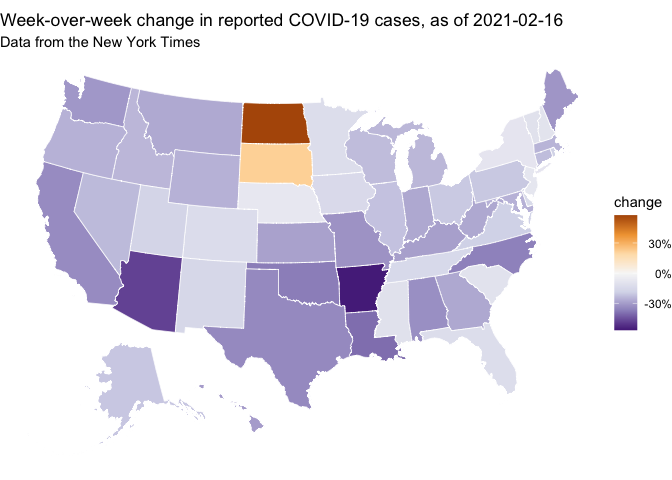 Week-over-week change in reported COVID-19 cases, as of 2021-02-16
Data from the New York Times
change
30%
0%
-30%